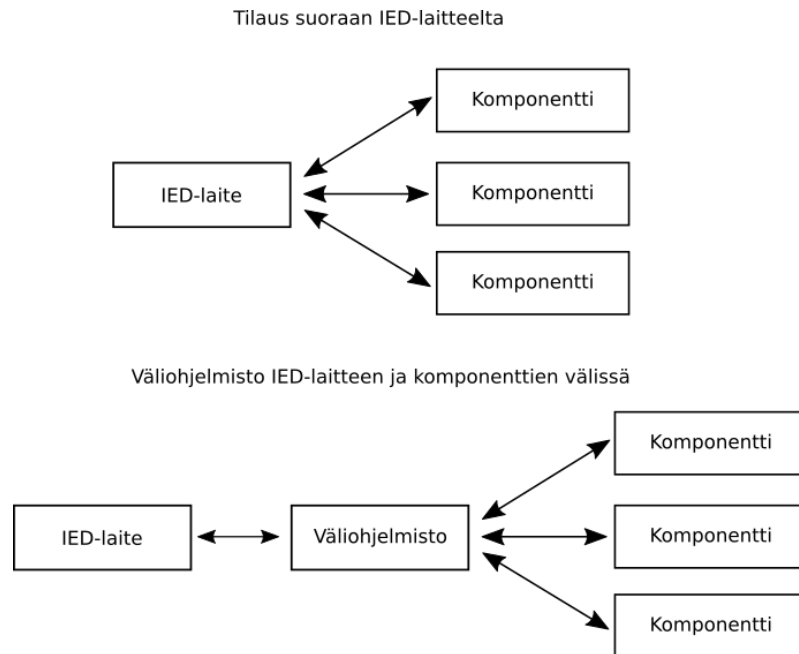 Tilaus suoraan IED-laitteelta
Komponentti
IED-laite
Komponentti
Komponentti
Väliohjelmisto IED-laitteen ja komponenttien välissä
Komponentti
IED-laite
Väliohjelmisto
Komponentti
Komponentti